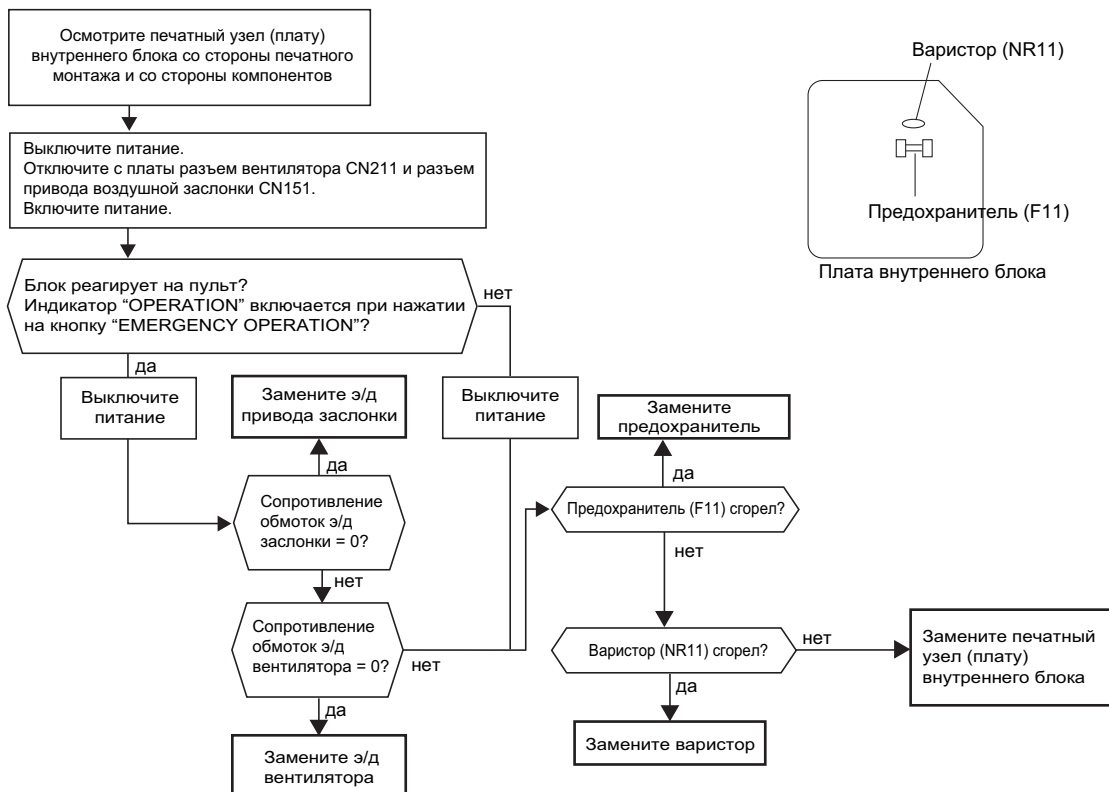 Осмотрите печатный узел (плату)
внутреннего блока со стороны печатного
монтажа и со стороны компонентов
Варистор (NR11)
Предохранитель (F11)
Плата внутреннего блока
Выключите питание.
Отключите с платы разъем вентилятора CN211 и разъем
привода воздушной заслонки CN151.
Включите питание.
Блок реагирует на пульт?
Индикатор “OPERATION” включается при нажатии
на кнопку “EMERGENCY OPERATION”?
нет
да
Выключите
питание
Замените э/д
привода заслонки
Выключите
питание
Замените
предохранитель
да
да
Сопротивление
обмоток э/д
заслонки = 0?
Предохранитель (F11) сгорел?
нет
нет
Сопротивление
обмоток э/д
вентилятора = 0?
нет
Варистор (NR11) сгорел?
нет
Замените печатный
узел (плату)
внутреннего блока
да
да
Замените э/д
вентилятора
Замените варистор